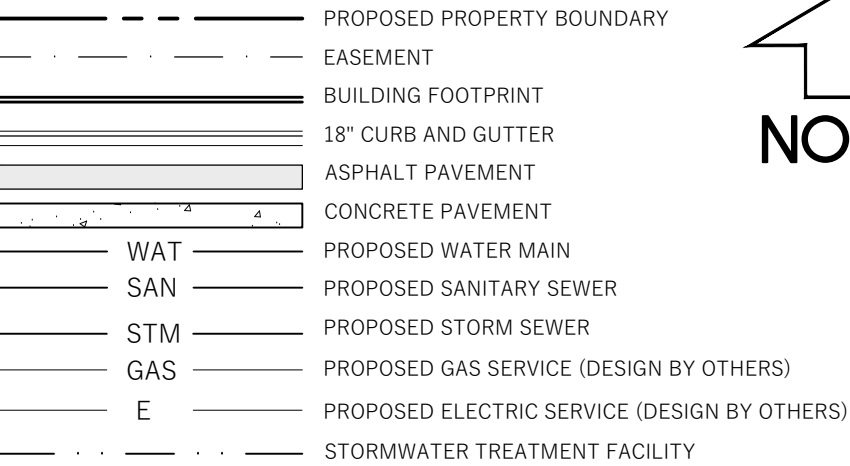 PROPOSED PROPERTY BOUNDARY
EASEMENT
BUILDING FOOTPRINT
18" CURB AND GUTTER
ASPHALT PAVEMENT
CONCRETE PAVEMENT
WAT PROPOSED WATER MAIN
SAN PROPOSED SANITARY SEWER
STM PROPOSED STORM SEWER
GAS PROPOSED GAS SERVICE (DESIGN BY OTHERS)
E PROPOSED ELECTRIC SERVICE (DESIGN BY OTHERS)
STORMWATER TREATMENT FACILITY
NO